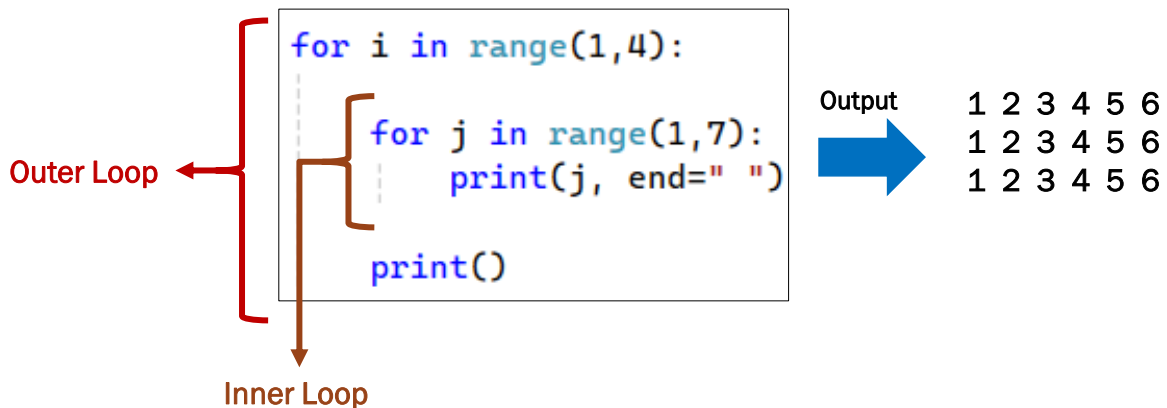 for i in range(1,4):
for j in range(1,7):
print(j, end=" ")
print()
Outer Loop
Inner Loop
Output
1 2 3 4 5 6
1 2 3 4 5 6
1 2 3 4 5 6